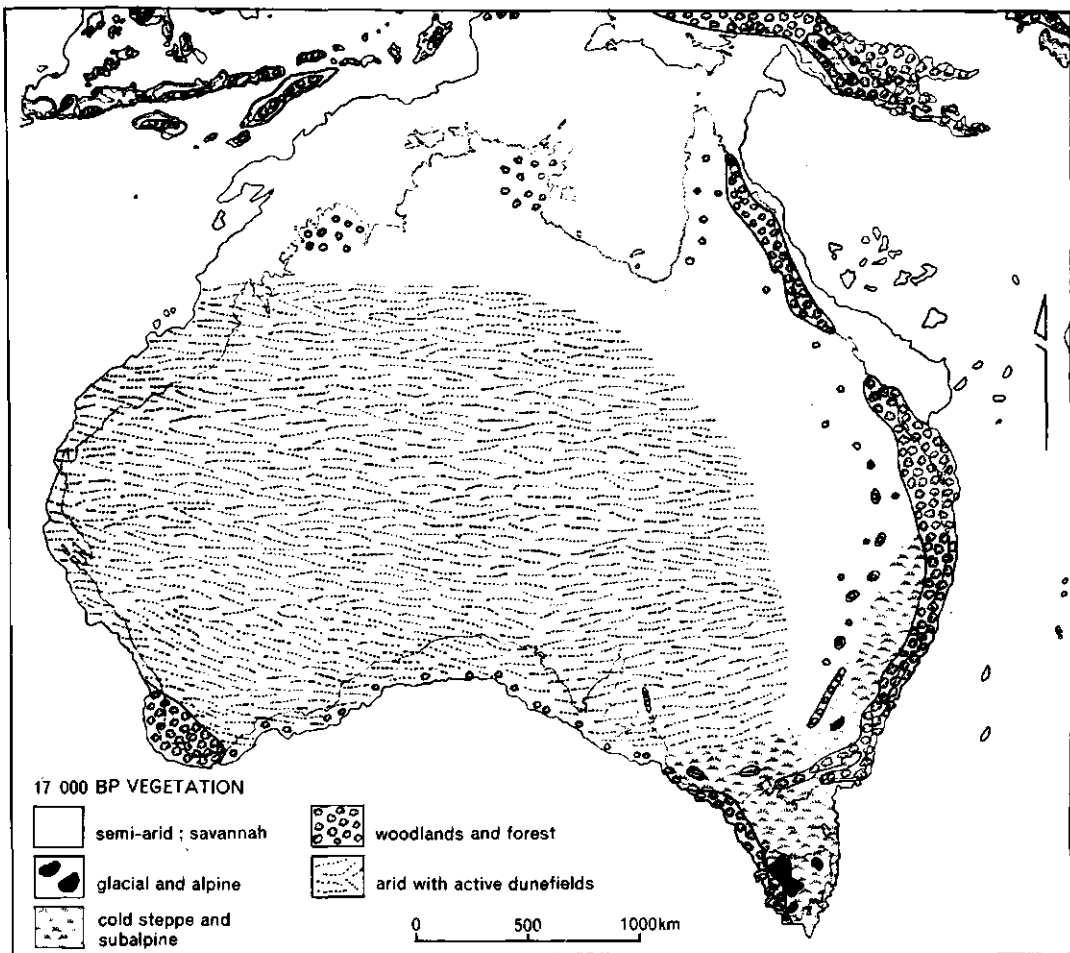 17 000 BP VEGETATION
semi-arid ; savannah
woodlands and forest
glacial and alpine
arid with active dunefields
cold steppe and
subalpine
0 500 1000km